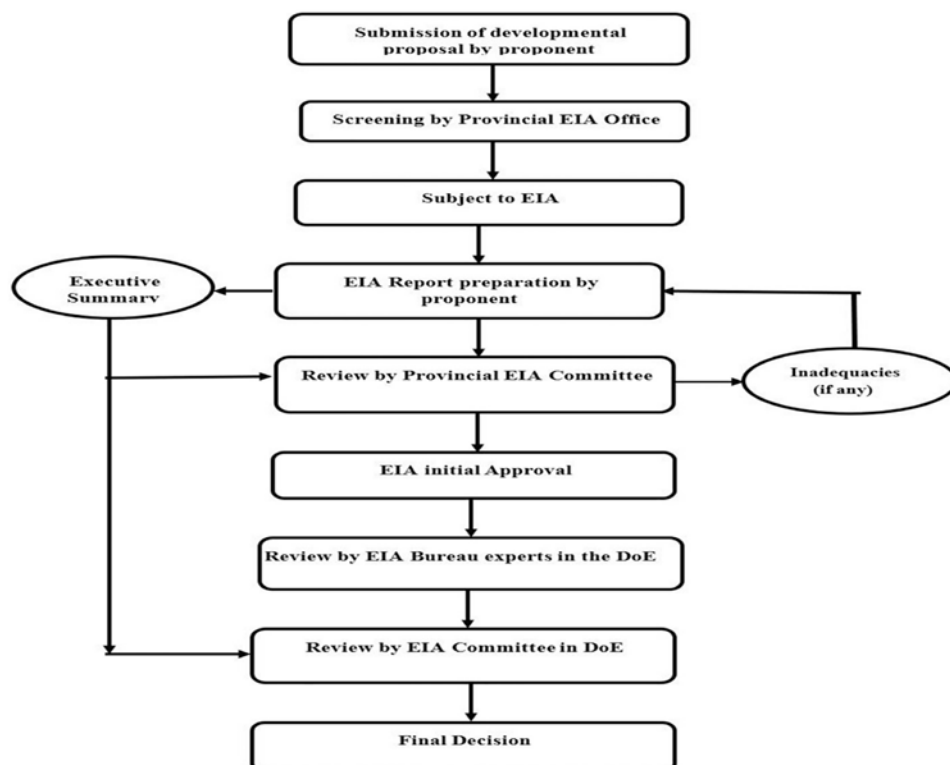 Submission of developmental
proposal by proponent
Screening by Provincial EIA Office
Subject to EIA
EIA Report preparation by
proponent
Executive
Summary
Review by Provincial EIA Committee
Inadequacies
(if any)
EIA initial Approval
Review by EIA Bureau experts in the DoE
Review by EIA Committee in DoE
Final Decision